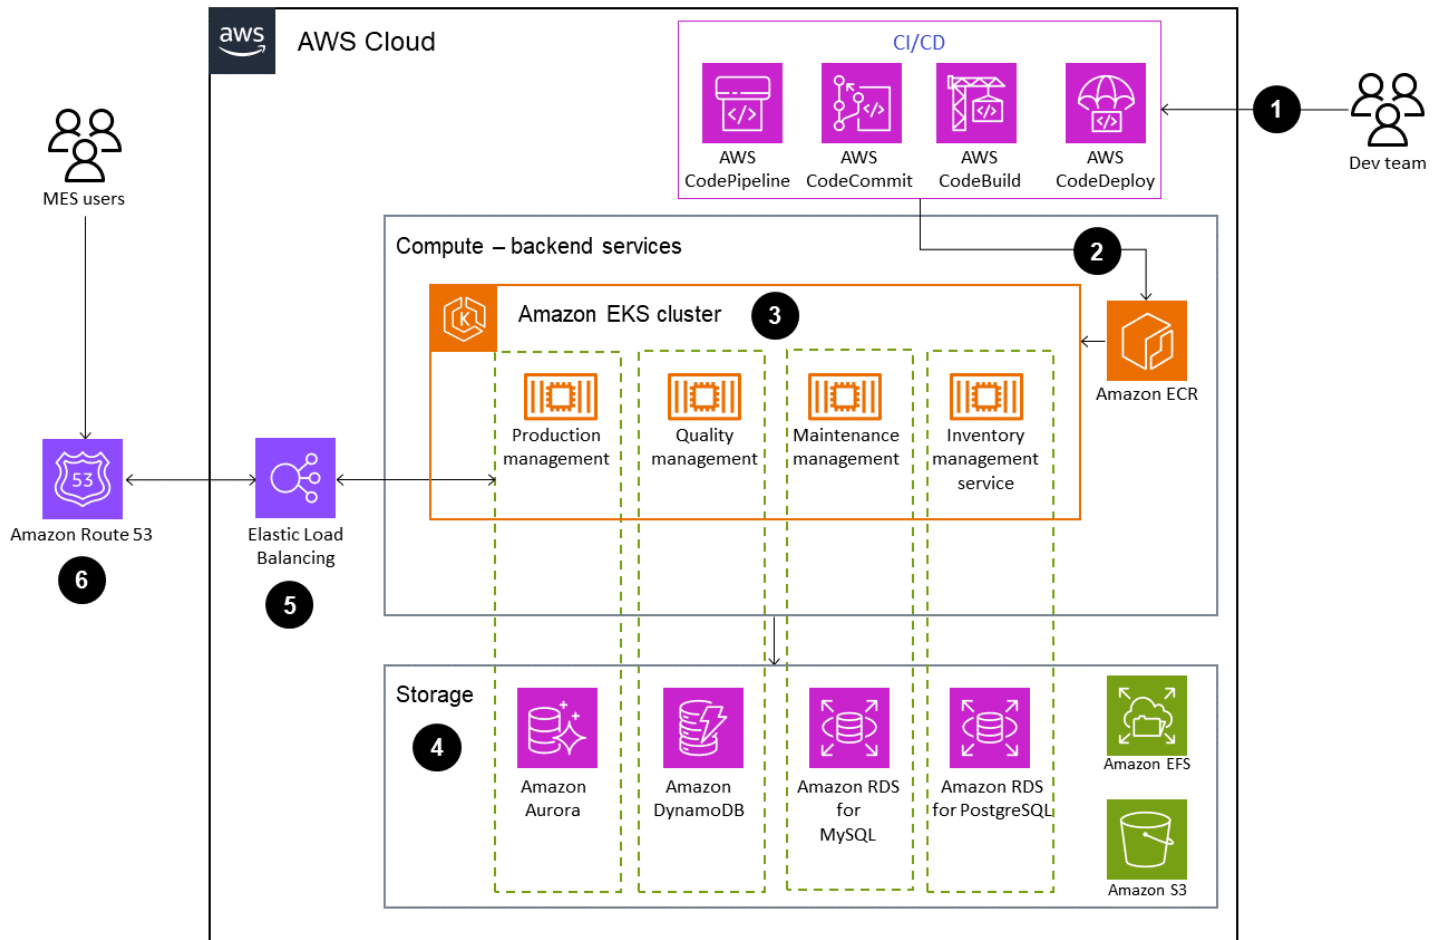 aws
AWS Cloud
CI/CD
AWS
CodePipeline
AWS
CodeCommit
AWS
CodeBuild
AWS
CodeDeploy
1
Dev team
MES users
Compute – backend services
2
Amazon EKS cluster
3
K
Amazon ECR
Production
management
Quality
management
Maintenance
management
Inventory
management
service
53
Amazon Route 53
6
Elastic Load
Balancing
5
Storage
4
Amazon
Aurora
Amazon
DynamoDB
Amazon RDS
for
MySQL
Amazon RDS
for PostgreSQL
Amazon EFS
Amazon S3